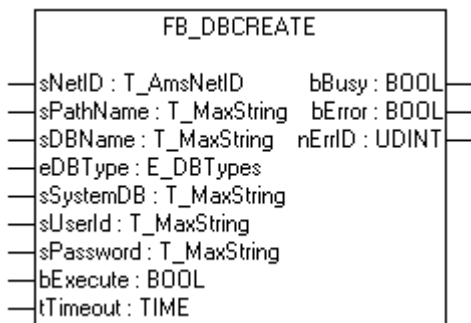 FB_DBCREATE
sNetID : T_AmsNetID bBusy : BOOL
sPathName : T_MaxString bError : BOOL
sDBName : T_MaxString nErrID : UDINT
eDBType : E_DBTypes
sSystemDB : T_MaxString
sUserId : T_MaxString
sPassword : T_MaxString
bExecute : BOOL
tTimeout : TIME